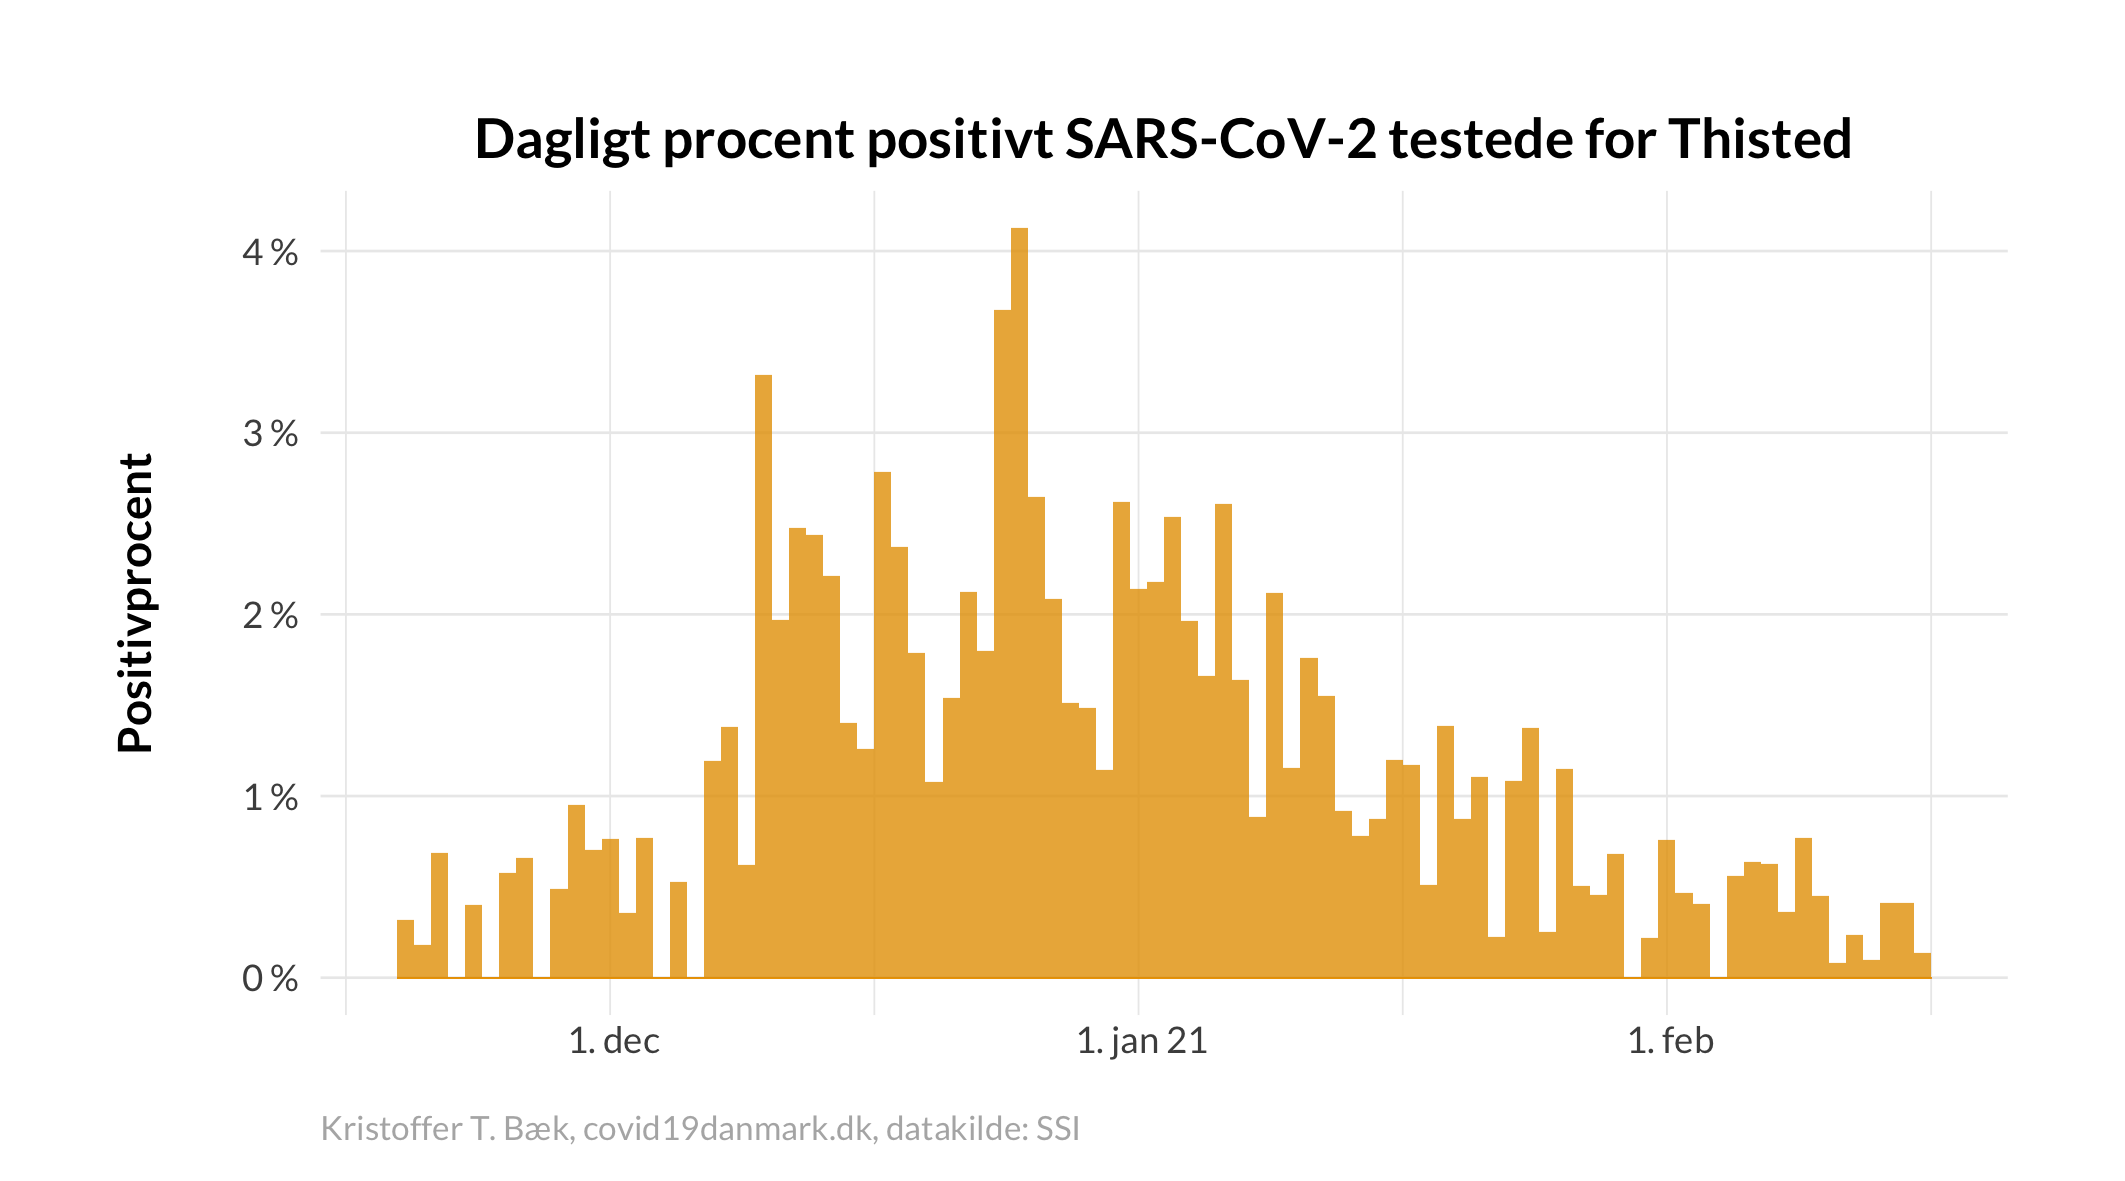 Dagligt procent positivt SARS-CoV-2 testede for Thisted
Positivprocent
4 %
3 %
2 %
1 %
0 %
1. dec
1. jan 21
1. feb
Kristoffer T. Bæk, covid19danmark.dk, datakilde: SSI